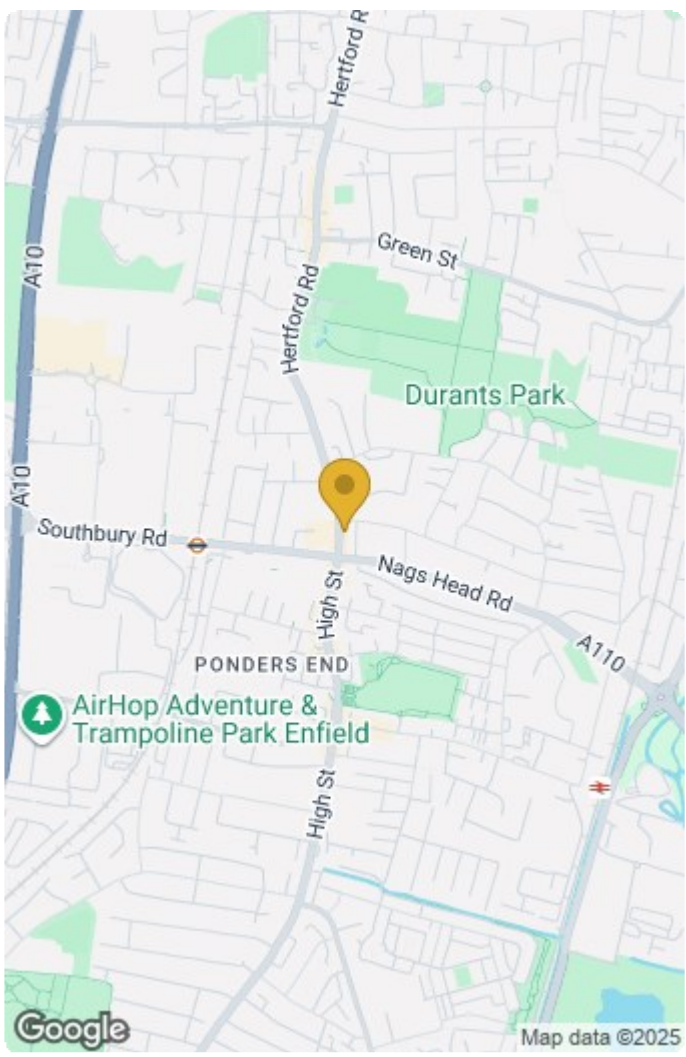 Hertford R
A10
Green St
Hertford Rd
Durants Park
A10
Southbury Rd
Nags Head Rd
High St
A110
PONDERS END
AirHop Adventure &
Trampoline Park Enfield
High St
Google
Map data ©2025